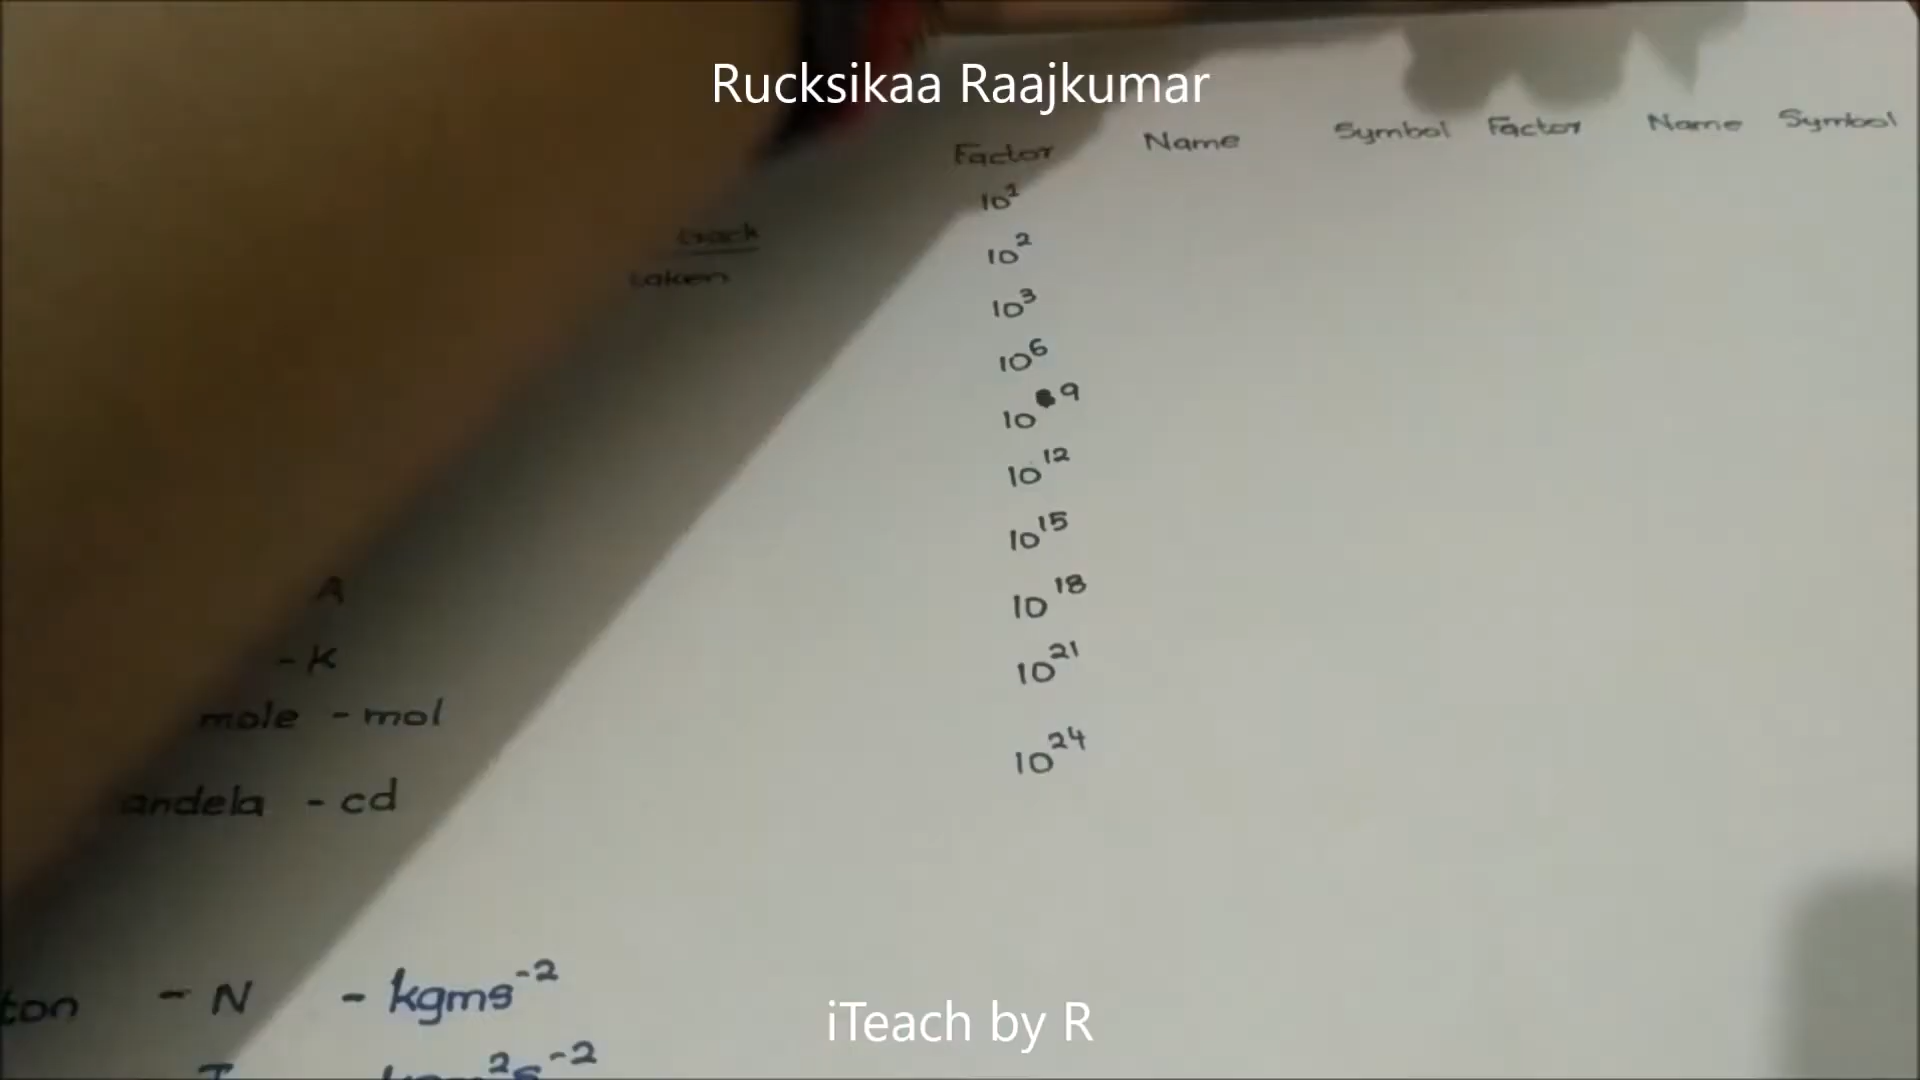 Rucksikaa Raajkumar
Factor Name Symbol Factor Name Symbol
10¹
10²
taken
10³
10⁶
10⁹
10¹²
10¹⁵
10¹⁸
A
- K
10²¹
mole - mol
10²⁴
andela - cd
ton - N - kgms⁻²
iTeach by R